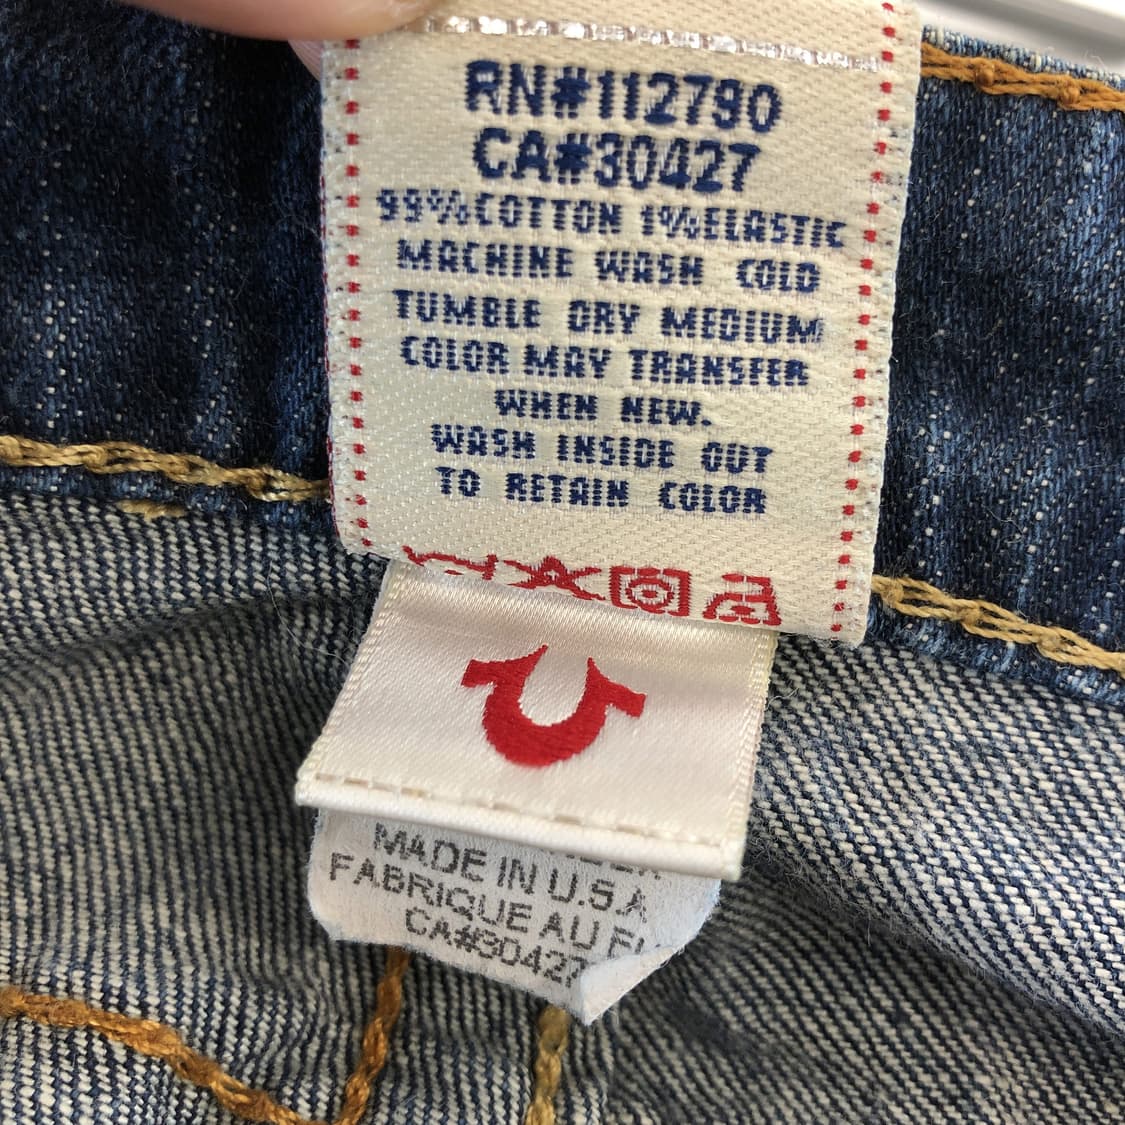 RN#112790
CA#30427
99%COTTON 1%ELASTIC
MACHINE WASH COLD
TUMBLE DRY MEDIUM
COLOR MAY TRANSFER
WHEN NEW.
WASH INSIDE OUT
TO RETAIN COLOR
MADE IN U.S.A
FABRIQUE AU
CA#30427